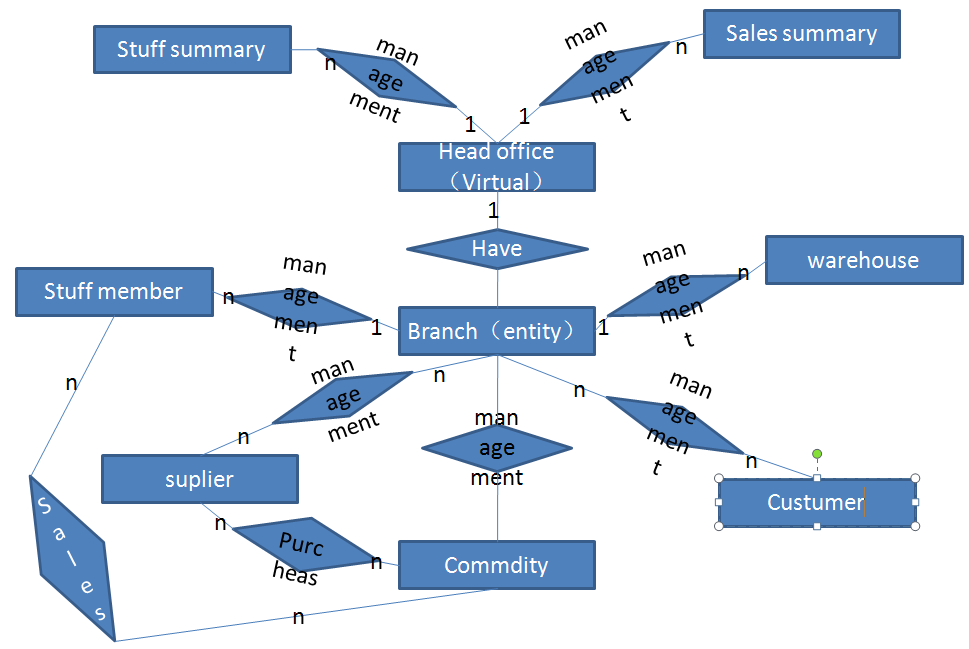 Stuff summary
Sales summary
n
man
age
ment
1
man
age
men
t
n
1
Head office
（Virtual）
1
Have
Stuff member
n
man
age
men
t
1
Branch（entity）
1
man
age
men
t
n
warehouse
n
n
man
age
ment
n
man
age
ment
n
man
age
men
t
n
suplier
Custumer
n
Purc
heas
n
Commdity
Sales
n